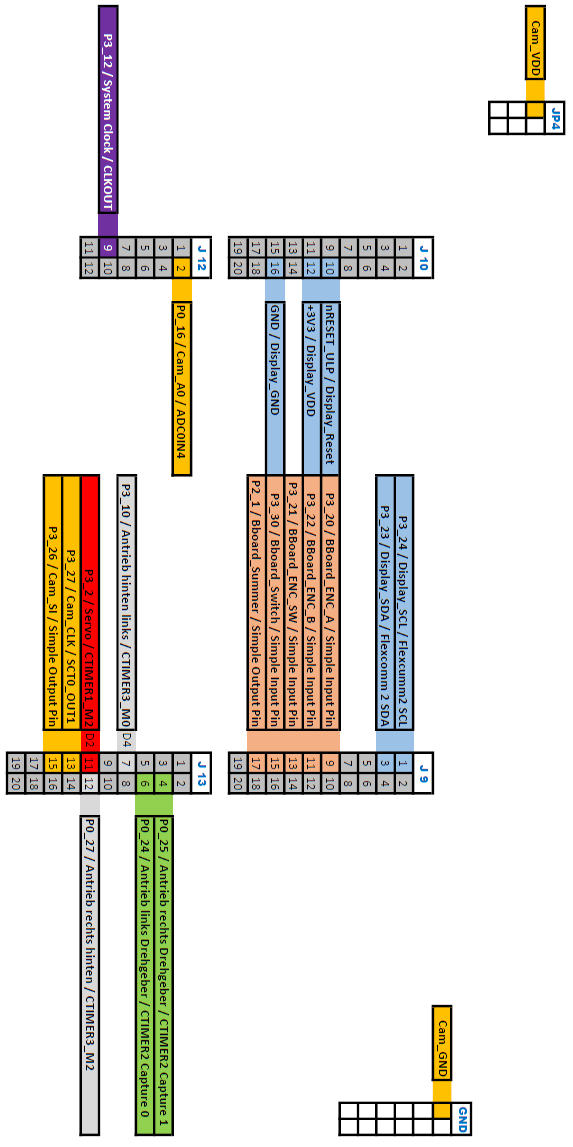 Cam_VDD
JP4
P3_12 / System Clock / CLKOUT
J 12
1 2
3 4
5 6
7 8
9 10
11 12
P0_16 / Cam_A0 / ADC0IN4
J 10
1 2
3 4
5 6
7 8
9 10
11 12
13 14
15 16
17 18
19 20
nRESET_ULP / Display_Reset
+3V3 / Display_VDD
GND / Display_GND
P3_24 / Display_SCL / Flexcomm2 SCL
P3_23 / Display_SDA / Flexcomm 2 SDA
P3_20 / BBoard_ENC_A / Simple Input Pin
P3_22 / BBoard_ENC_B / Simple Input Pin
P3_21 / BBoard_ENC_SW / Simple Input Pin
P3_30 / Bboard_Switch / Simple Input Pin
P2_1 / Bboard_Summer / Simple Output Pin
J 9
1 2
3 4
5 6
7 8
9 10
11 12
13 14
15 16
17 18
19 20
P3_10 / Antrieb hinten links / CTIMER3_M0 D4
P3_2 / Servo / CTIMER1_M2 D2
P3_27 / Cam_CLK / SCT0_OUT1
P3_26 / Cam_SI / Simple Output Pin
J 13
1 2
3 4
5 6
7 8
9 10
11 12
13 14
15 16
17 18
19 20
P0_25 / Antrieb rechts Drehgeber / CTIMER2 Capture 1
P0_24 / Antrieb links Drehgeber / CTIMER2 Capture 0
P0_27 / Antrieb rechts hinten / CTIMER3_M2
Cam_GND
GND